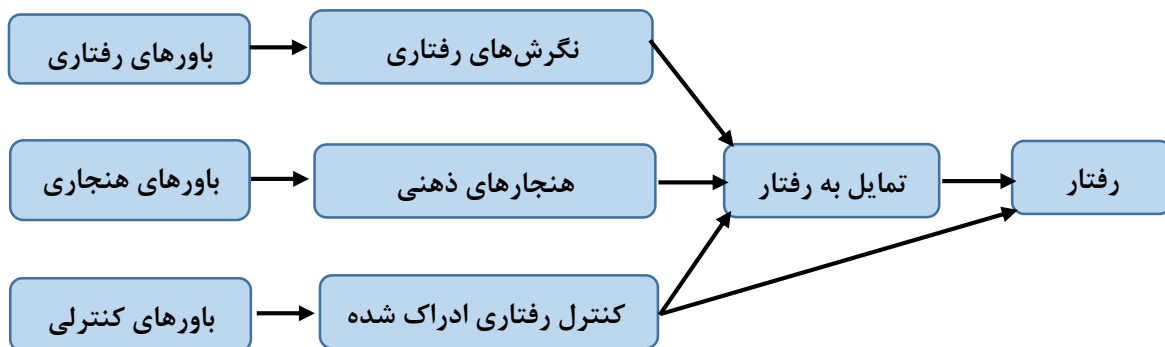 باورهای رفتاری
نگرش‌های رفتاری
باورهای هنجاری
هنجارهای ذهنی
تمایل به رفتار
رفتار
باورهای کنترلی
کنترل رفتاری ادراک شده